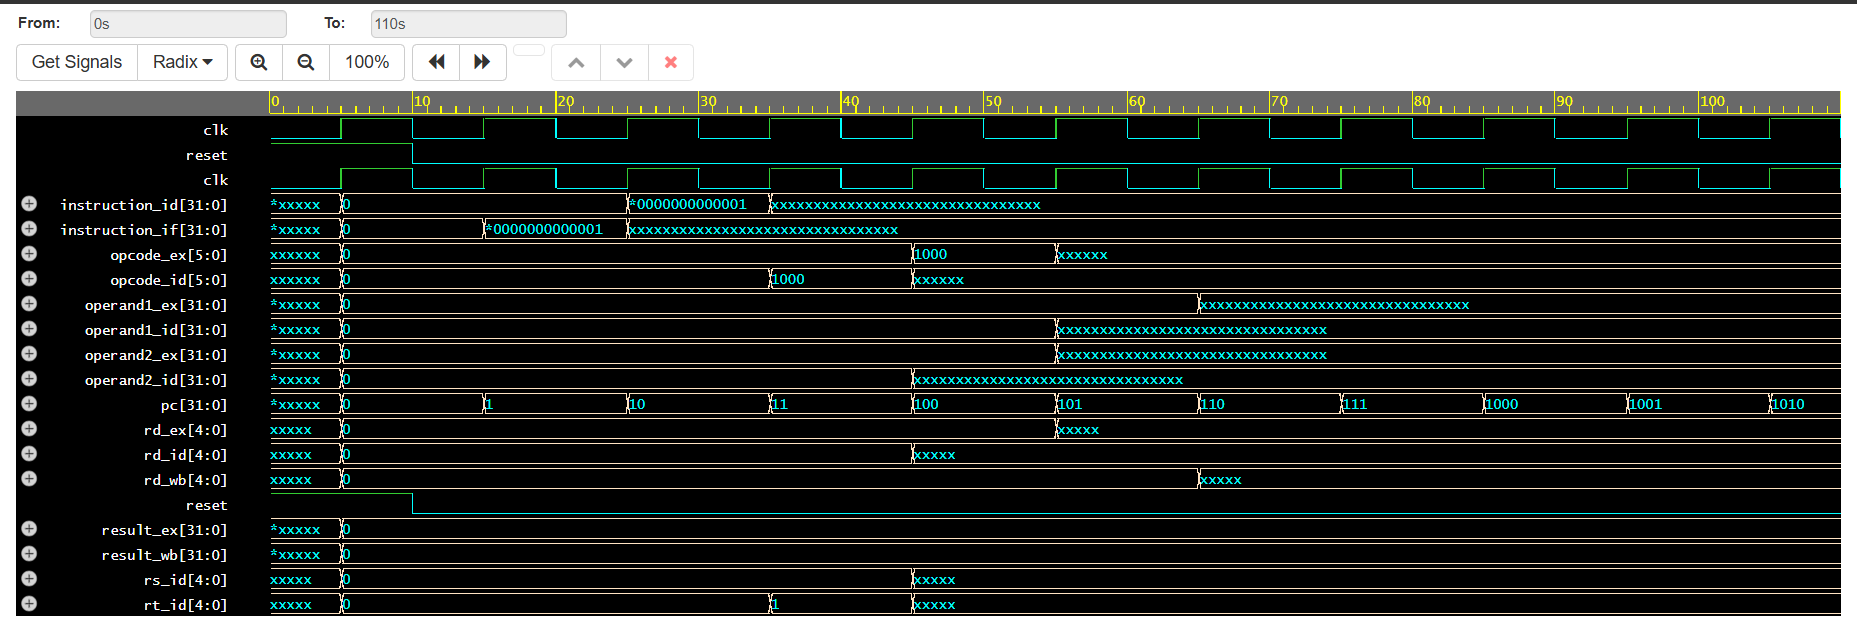 From: 0s To: 110s
Get Signals Radix 100%
0 10 20 30 40 50 60 70 80 90 100
clk
reset
clk
instruction_id[31:0] *xxxxx 0 *0000000000001 xxxxxxxxxxxxxxxxxxxxxxxxxxxxxxxx
instruction_if[31:0] *xxxxx 0 *0000000000001 xxxxxxxxxxxxxxxxxxxxxxxxxxxxxxxx
opcode_ex[5:0] xxxxxx 0 1000 xxxxxx
opcode_id[5:0] xxxxxx 0 1000 xxxxxx
operand1_ex[31:0] *xxxxx 0 xxxxxxxxxxxxxxxxxxxxxxxxxxxxxxxx
operand1_id[31:0] *xxxxx 0 xxxxxxxxxxxxxxxxxxxxxxxxxxxxxxxx
operand2_ex[31:0] *xxxxx 0 xxxxxxxxxxxxxxxxxxxxxxxxxxxxxxxx
operand2_id[31:0] *xxxxx 0 xxxxxxxxxxxxxxxxxxxxxxxxxxxxxxxx
pc[31:0] *xxxxx 0 1 10 11 100 101 110 111 1000 1001 1010
rd_ex[4:0] xxxxx 0 xxxxx
rd_id[4:0] xxxxx 0 xxxxx
rd_wb[4:0] xxxxx 0 xxxxx
reset
result_ex[31:0] *xxxxx 0
result_wb[31:0] *xxxxx 0
rs_id[4:0] xxxxx 0 xxxxx
rt_id[4:0] xxxxx 0 1 xxxxx